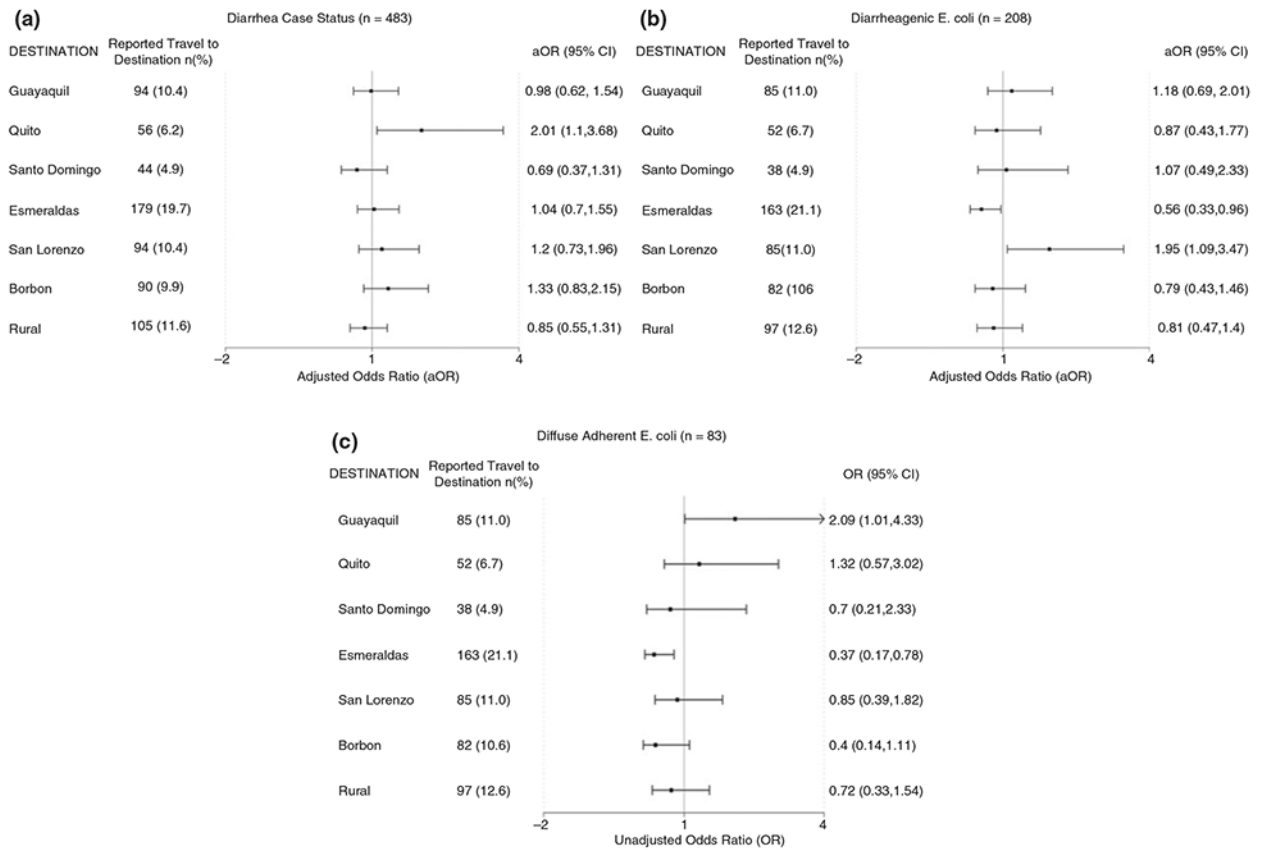 (a) Diarrhea Case Status (n = 483)
DESTINATION Reported Travel to Destination n(%) aOR (95% CI)
Guayaquil 94 (10.4) 0.98 (0.62, 1.54)
Quito 56 (6.2) 2.01 (1.1,3.68)
Santo Domingo 44 (4.9) 0.69 (0.37,1.31)
Esmeraldas 179 (19.7) 1.04 (0.7,1.55)
San Lorenzo 94 (10.4) 1.2 (0.73,1.96)
Borbon 90 (9.9) 1.33 (0.83,2.15)
Rural 105 (11.6) 0.85 (0.55,1.31)
−2 1 4
Adjusted Odds Ratio (aOR)
(b) Diarrheagenic E. coli (n = 208)
DESTINATION Reported Travel to Destination n(%) aOR (95% CI)
Guayaquil 85 (11.0) 1.18 (0.69, 2.01)
Quito 52 (6.7) 0.87 (0.43,1.77)
Santo Domingo 38 (4.9) 1.07 (0.49,2.33)
Esmeraldas 163 (21.1) 0.56 (0.33,0.96)
San Lorenzo 85(11.0) 1.95 (1.09,3.47)
Borbon 82 (106 0.79 (0.43,1.46)
Rural 97 (12.6) 0.81 (0.47,1.4)
−2 1 4
Adjusted Odds Ratio (aOR)
(c) Diffuse Adherent E. coli (n = 83)
DESTINATION Reported Travel to Destination n(%) OR (95% CI)
Guayaquil 85 (11.0) 2.09 (1.01,4.33)
Quito 52 (6.7) 1.32 (0.57,3.02)
Santo Domingo 38 (4.9) 0.7 (0.21,2.33)
Esmeraldas 163 (21.1) 0.37 (0.17,0.78)
San Lorenzo 85 (11.0) 0.85 (0.39,1.82)
Borbon 82 (10.6) 0.4 (0.14,1.11)
Rural 97 (12.6) 0.72 (0.33,1.54)
−2 1 4
Unadjusted Odds Ratio (OR)